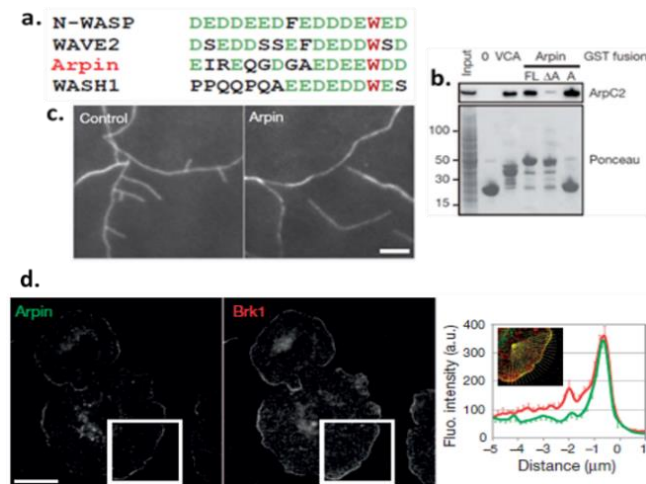 a.
N-WASP DEDDEEDFEDDDEWED
WAVE2 DSEDDSSEFDDEDDWSD
Arpin EIREQGDGAEDEEWDD
WASH1 PPQQPQAEEDEDDWES
b.
Input 0 VCA Arpin GST fusion
FL ΔA A
ArpC2
100
50
30
15
Ponceau
c.
Control Arpin
d.
Arpin Brk1
Fluo. intensity (a.u.)
400
300
200
100
0
-5 -4 -3 -2 -1 0 1
Distance (μm)